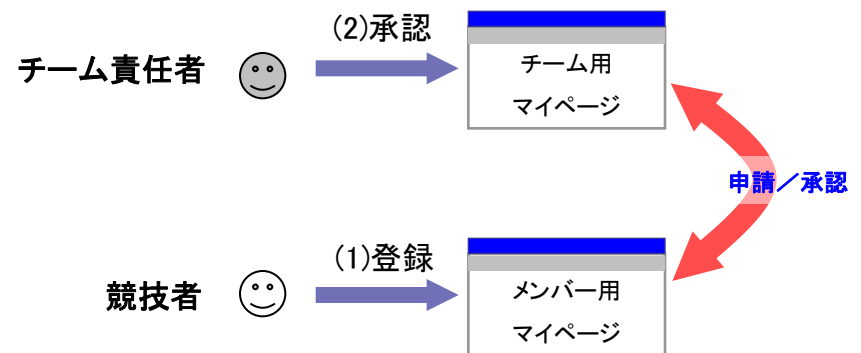 (2)承認
チーム責任者
チーム用
マイページ
申請／承認
(1)登録
競技者
メンバー用
マイページ